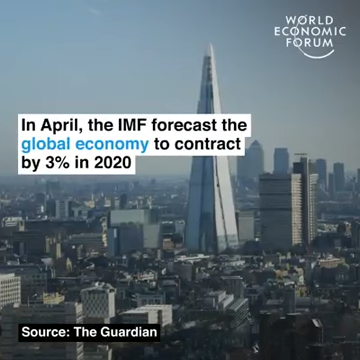 WORLD
ECONOMIC
FORUM
In April, the IMF forecast the
global economy to contract
by 3% in 2020
Source: The Guardian